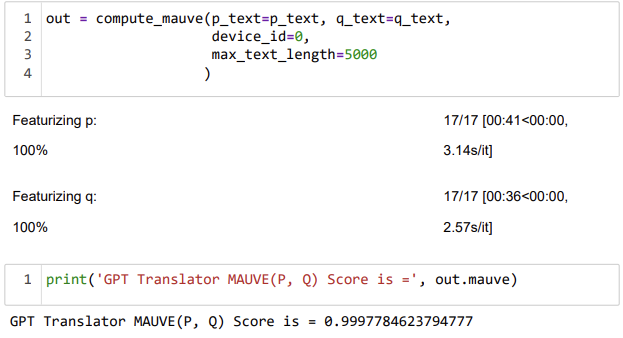 1 out = compute_mauve(p_text=p_text, q_text=q_text,
2 device_id=0,
3 max_text_length=5000
4 )
Featurizing p: 17/17 [00:41<00:00,
100% 3.14s/it]
Featurizing q: 17/17 [00:36<00:00,
100% 2.57s/it]
1 print('GPT Translator MAUVE(P, Q) Score is =', out.mauve)
GPT Translator MAUVE(P, Q) Score is = 0.9997784623794777